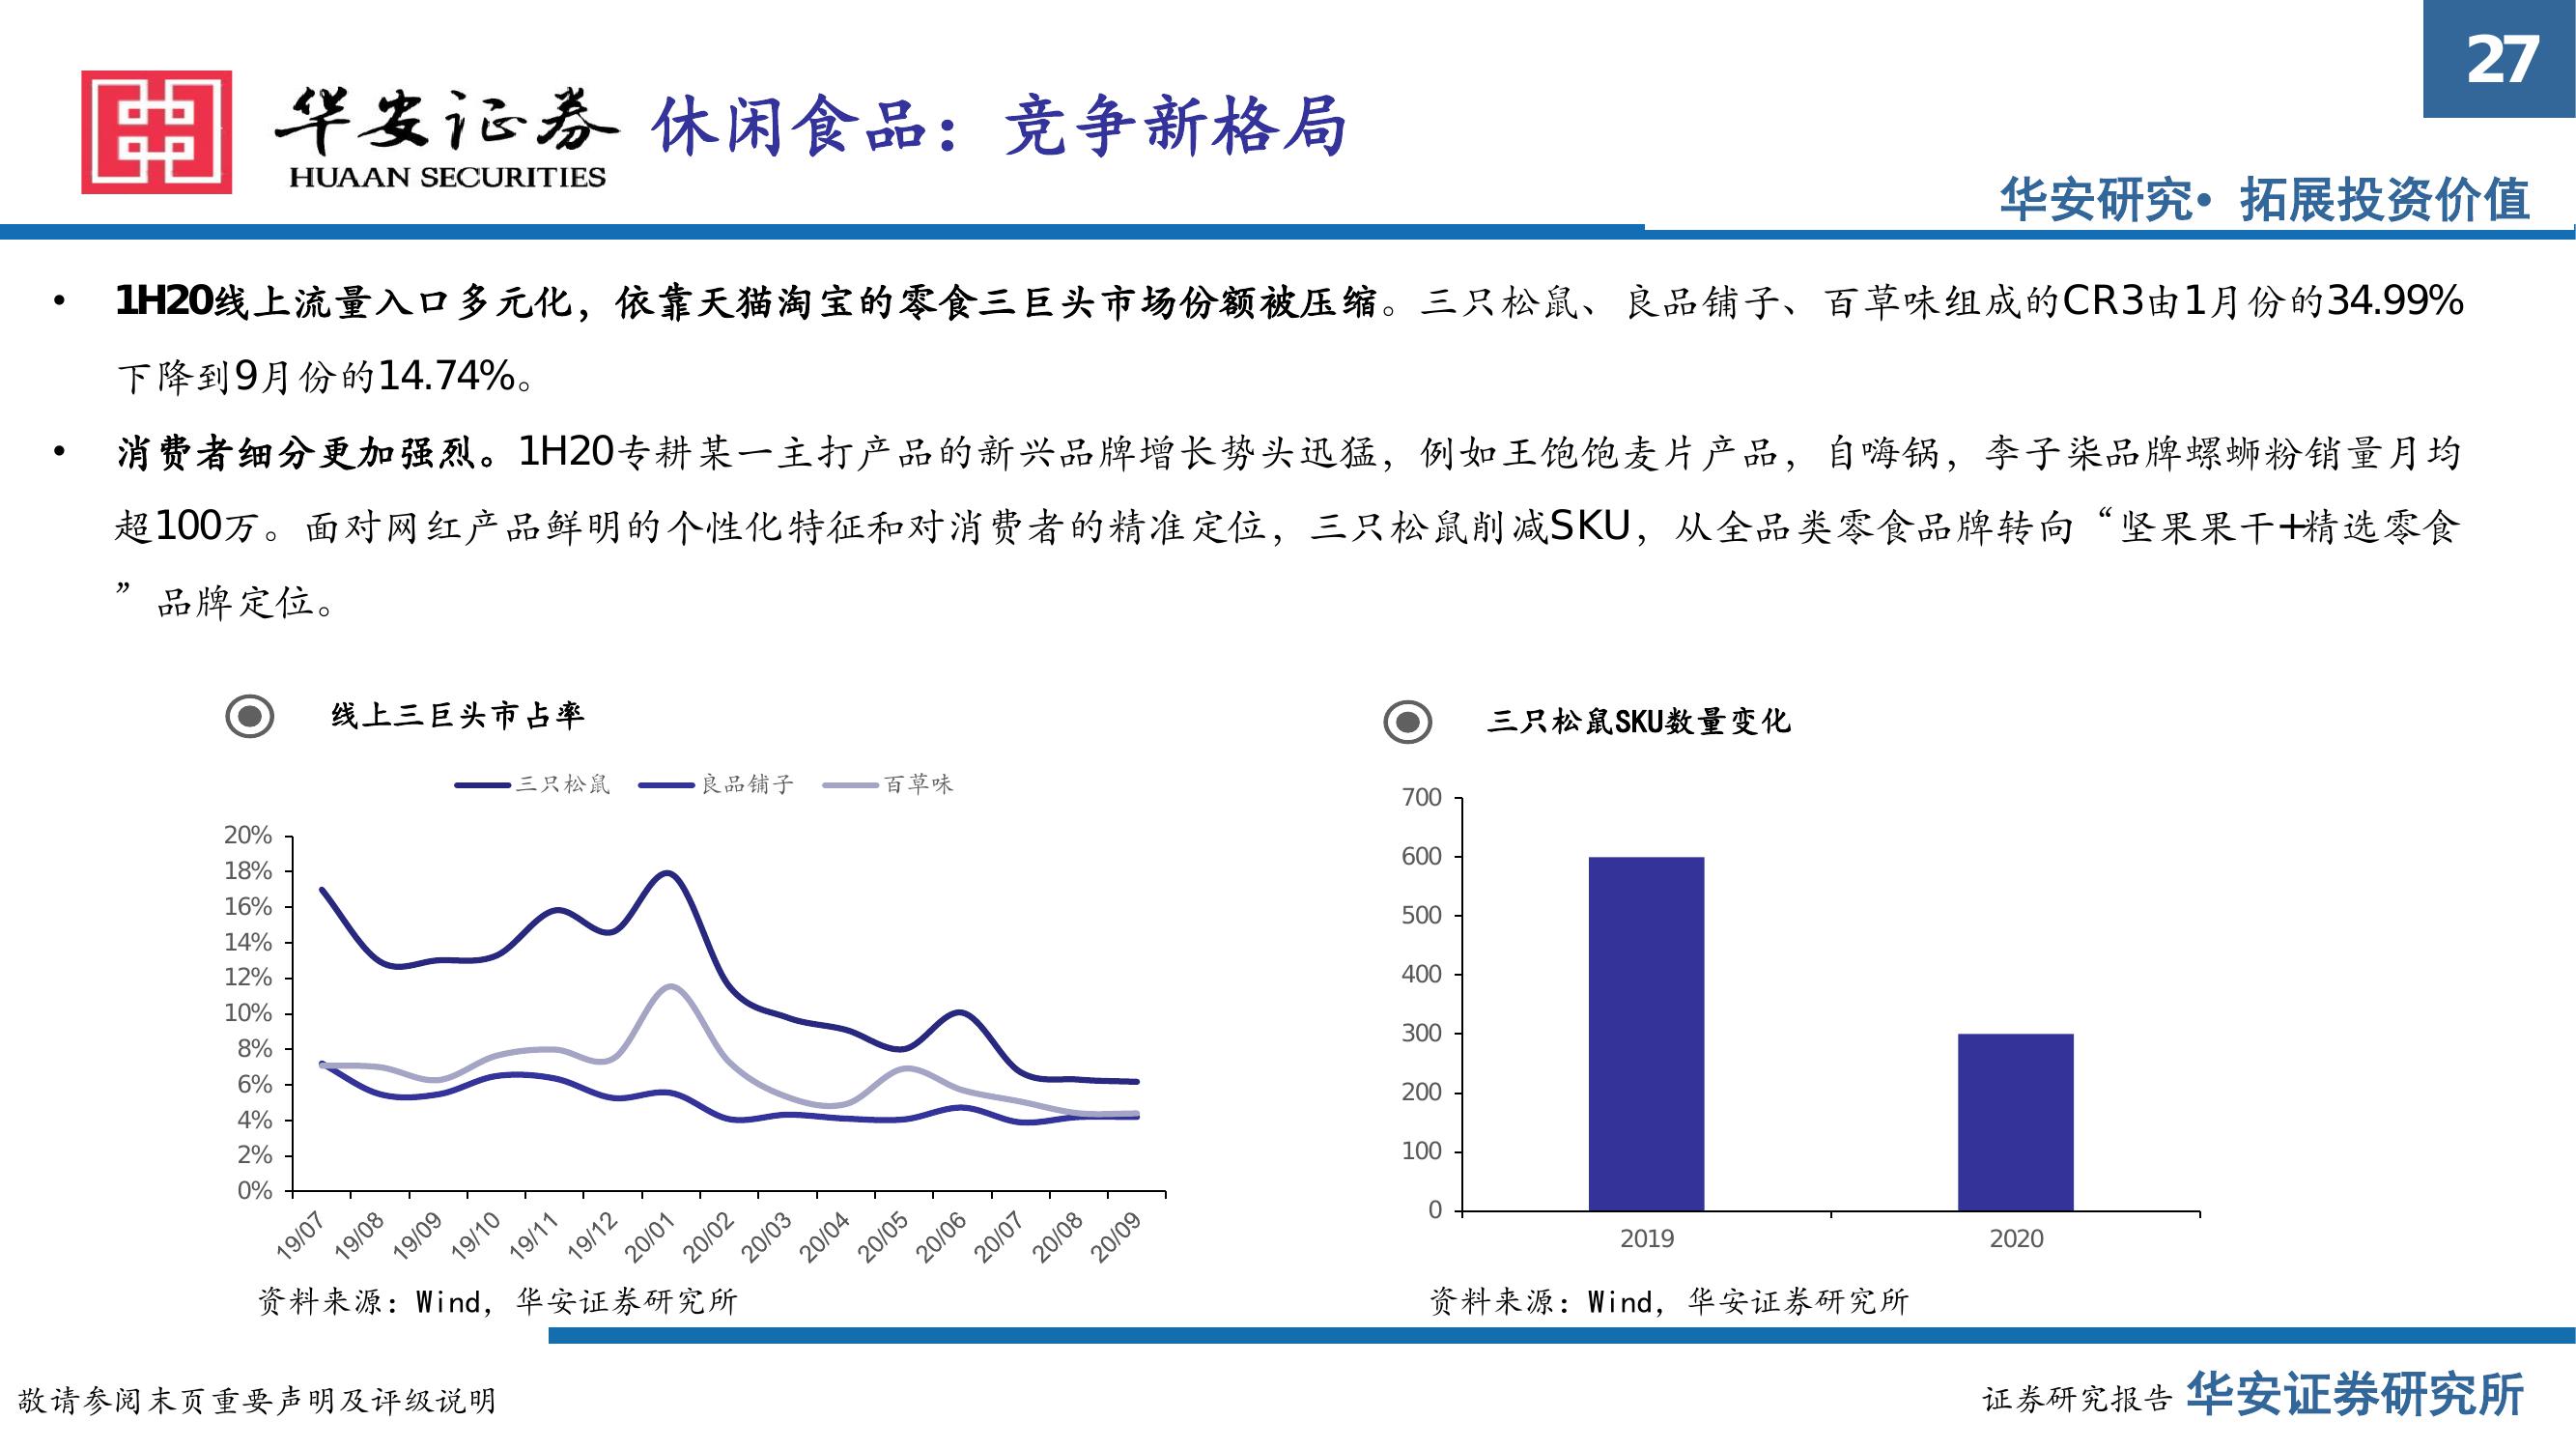 27
华安证券
HUAAN SECURITIES
休闲食品：竞争新格局
华安研究• 拓展投资价值
• 1H20线上流量入口多元化，依靠天猫淘宝的零食三巨头市场份额被压缩。三只松鼠、良品铺子、百草味组成的CR3由1月份的34.99%
下降到9月份的14.74%。
• 消费者细分更加强烈。1H20专耕某一主打产品的新兴品牌增长势头迅猛，例如王饱饱麦片产品，自嗨锅，李子柒品牌螺蛳粉销量月均
超100万。面对网红产品鲜明的个性化特征和对消费者的精准定位，三只松鼠削减SKU，从全品类零食品牌转向“坚果果干+精选零食
”品牌定位。
线上三巨头市占率
三只松鼠 良品铺子 百草味
20%
18%
16%
14%
12%
10%
8%
6%
4%
2%
0%
19/07 19/08 19/09 19/10 19/11 19/12 20/01 20/02 20/03 20/04 20/05 20/06 20/07 20/08 20/09
资料来源：Wind，华安证券研究所
三只松鼠SKU数量变化
700
600
500
400
300
200
100
0
2019 2020
资料来源：Wind，华安证券研究所
敬请参阅末页重要声明及评级说明
证券研究报告 华安证券研究所